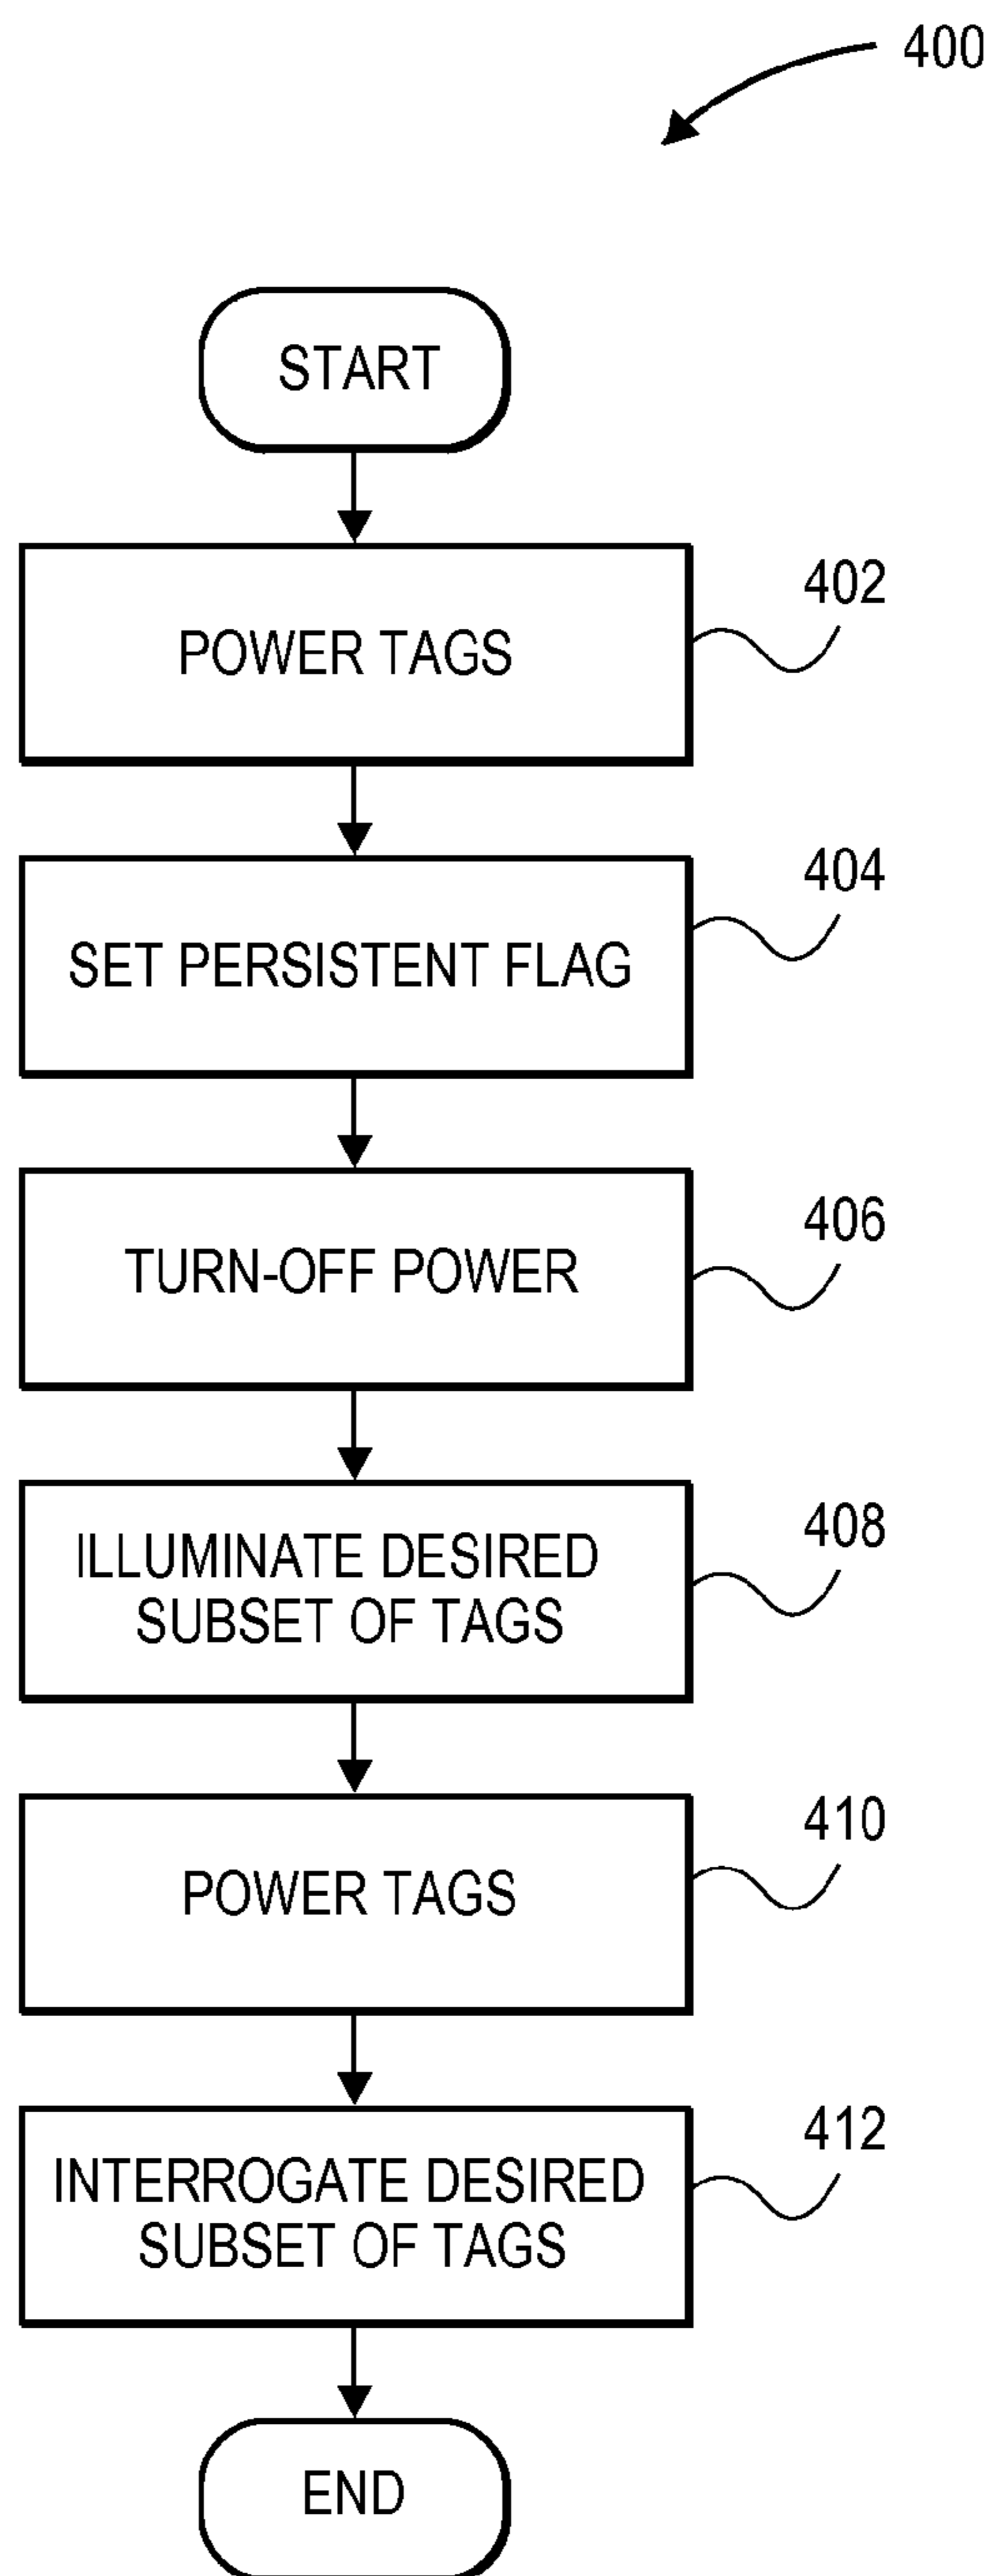 400
START
402
POWER TAGS
404
SET PERSISTENT FLAG
406
TURN-OFF POWER
408
ILLUMINATE DESIRED
SUBSET OF TAGS
410
POWER TAGS
412
INTERROGATE DESIRED
SUBSET OF TAGS
END